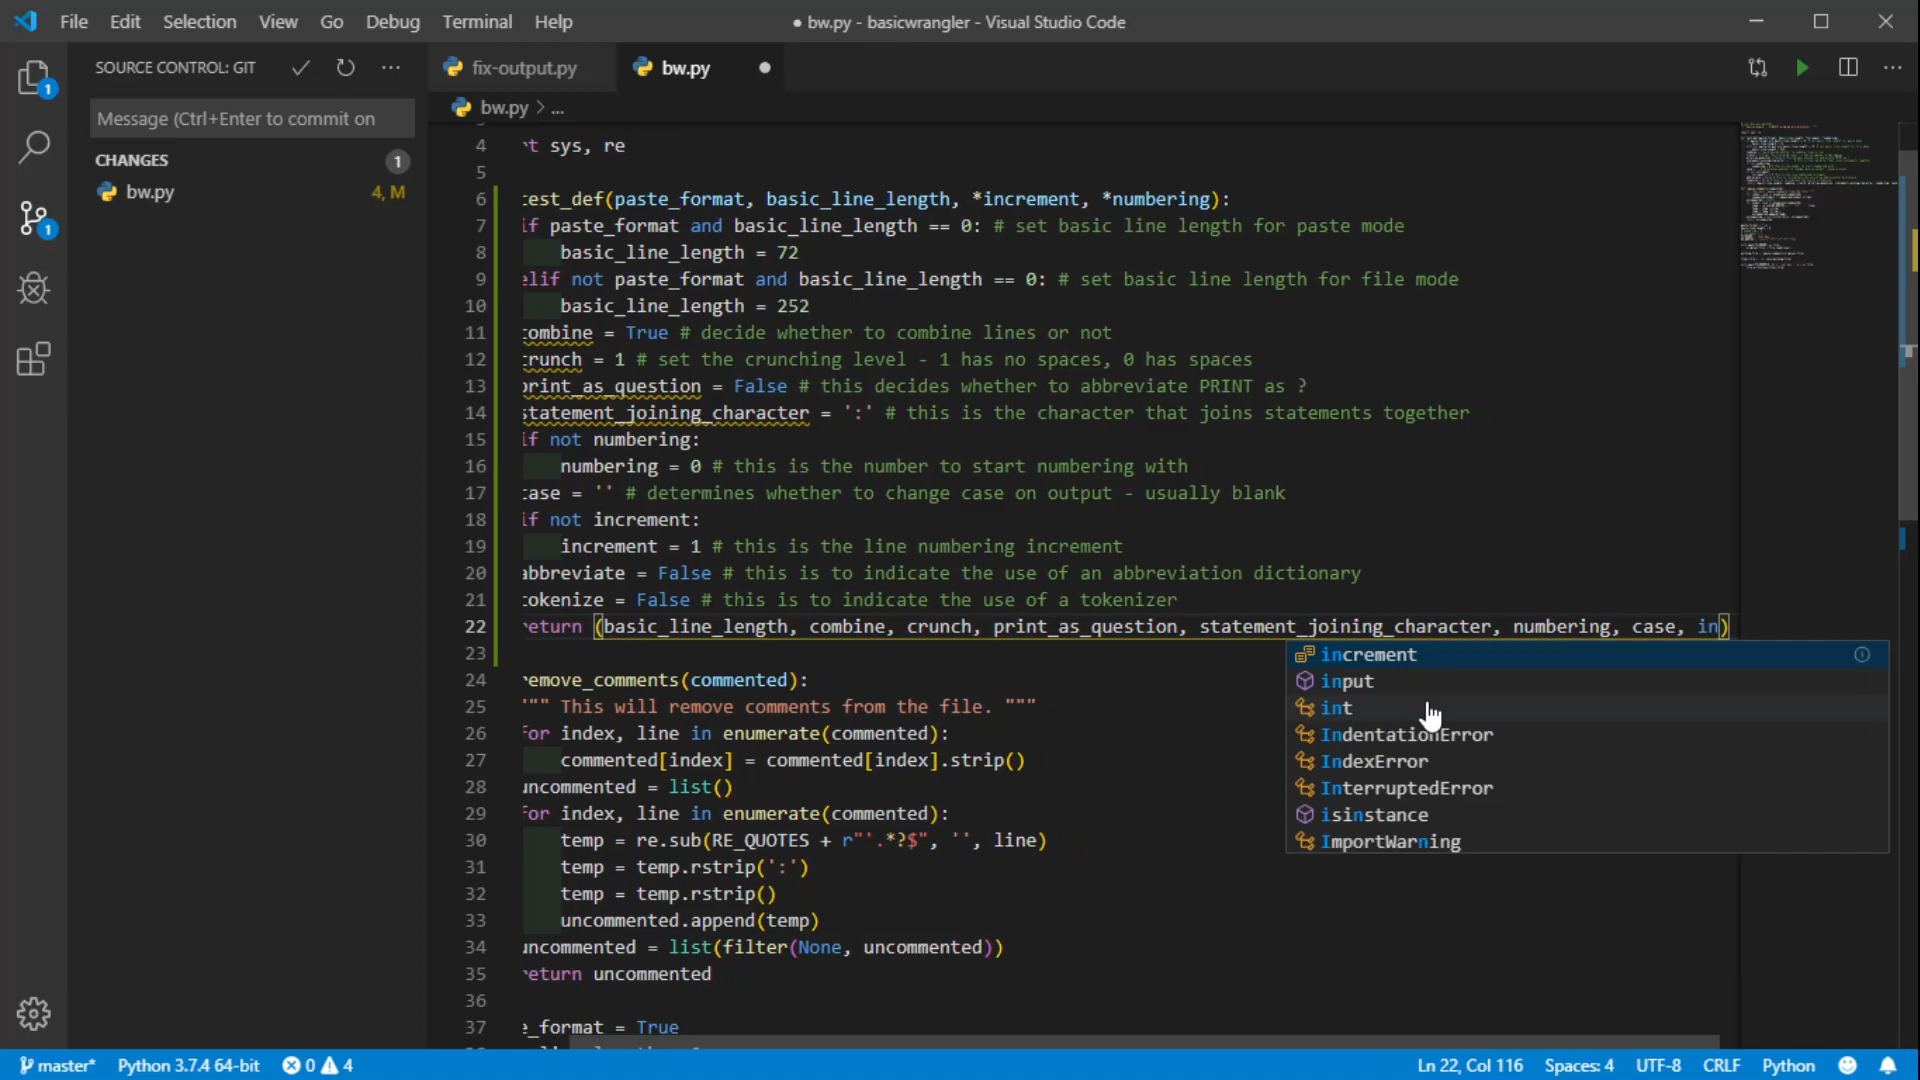 File Edit Selection View Go Debug Terminal Help
● bw.py - basicwrangler - Visual Studio Code
SOURCE CONTROL: GIT
fix-output.py
bw.py
bw.py > ...
Message (Ctrl+Enter to commit on
CHANGES 1
bw.py 4, M
1
1
4 rt sys, re
5
6 test_def(paste_format, basic_line_length, *increment, *numbering):
7 if paste_format and basic_line_length == 0: # set basic line length for paste mode
8 basic_line_length = 72
9 elif not paste_format and basic_line_length == 0: # set basic line length for file mode
10 basic_line_length = 252
11 combine = True # decide whether to combine lines or not
12 crunch = 1 # set the crunching level - 1 has no spaces, 0 has spaces
13 print_as_question = False # this decides whether to abbreviate PRINT as ?
14 statement_joining_character = ':' # this is the character that joins statements together
15 if not numbering:
16 numbering = 0 # this is the number to start numbering with
17 case = '' # determines whether to change case on output - usually blank
18 if not increment:
19 increment = 1 # this is the line numbering increment
20 abbreviate = False # this is to indicate the use of an abbreviation dictionary
21 tokenize = False # this is to indicate the use of a tokenizer
22 return (basic_line_length, combine, crunch, print_as_question, statement_joining_character, numbering, case, in)
23
increment
input
int
IndentationError
IndexError
InterruptedError
isinstance
ImportWarning
24 remove_comments(commented):
25 """ This will remove comments from the file. """
26 for index, line in enumerate(commented):
27 commented[index] = commented[index].strip()
28 uncommented = list()
29 for index, line in enumerate(commented):
30 temp = re.sub(RE_QUOTES + r"'.*?$", '', line)
31 temp = temp.rstrip(':')
32 temp = temp.rstrip()
33 uncommented.append(temp)
34 uncommented = list(filter(None, uncommented))
35 return uncommented
36
37 e_format = True
master* Python 3.7.4 64-bit 0 4
Ln 22, Col 116 Spaces: 4 UTF-8 CRLF Python